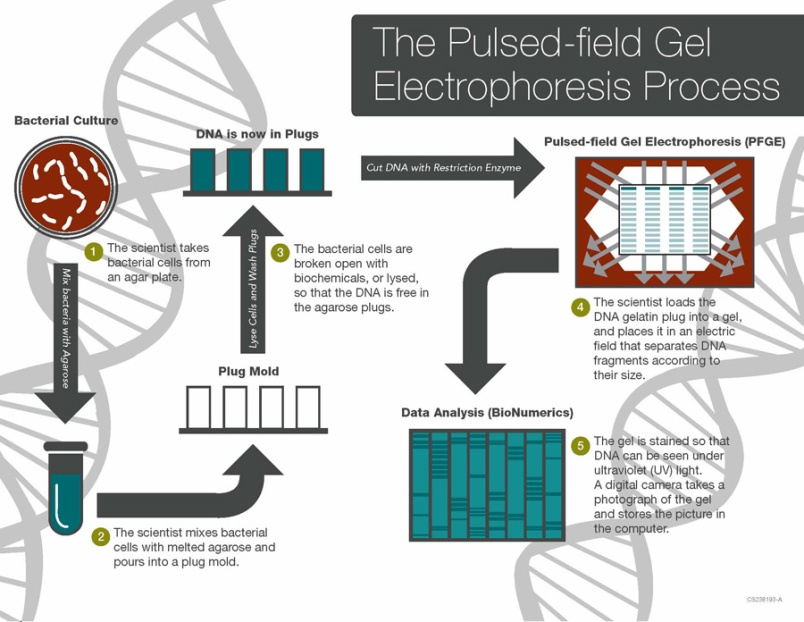 The Pulsed-field Gel
Electrophoresis Process
Bacterial Culture
1
The scientist takes
bacterial cells from
an agar plate.
Mix bacteria with Agarose
2
The scientist mixes bacterial
cells with melted agarose and
pours into a plug mold.
Plug Mold
Lyse Cells and Wash Plugs
3
The bacterial cells are
broken open with
biochemicals, or lysed,
so that the DNA is free in
the agarose plugs.
DNA is now in Plugs
Cut DNA with Restriction Enzyme
Pulsed-field Gel Electrophoresis (PFGE)
4
The scientist loads the
DNA gelatin plug into a gel,
and places it in an electric
field that separates DNA
fragments according to
their size.
Data Analysis (BioNumerics)
5
The gel is stained so that
DNA can be seen under
ultraviolet (UV) light.
A digital camera takes a
photograph of the gel
and stores the picture in
the computer.